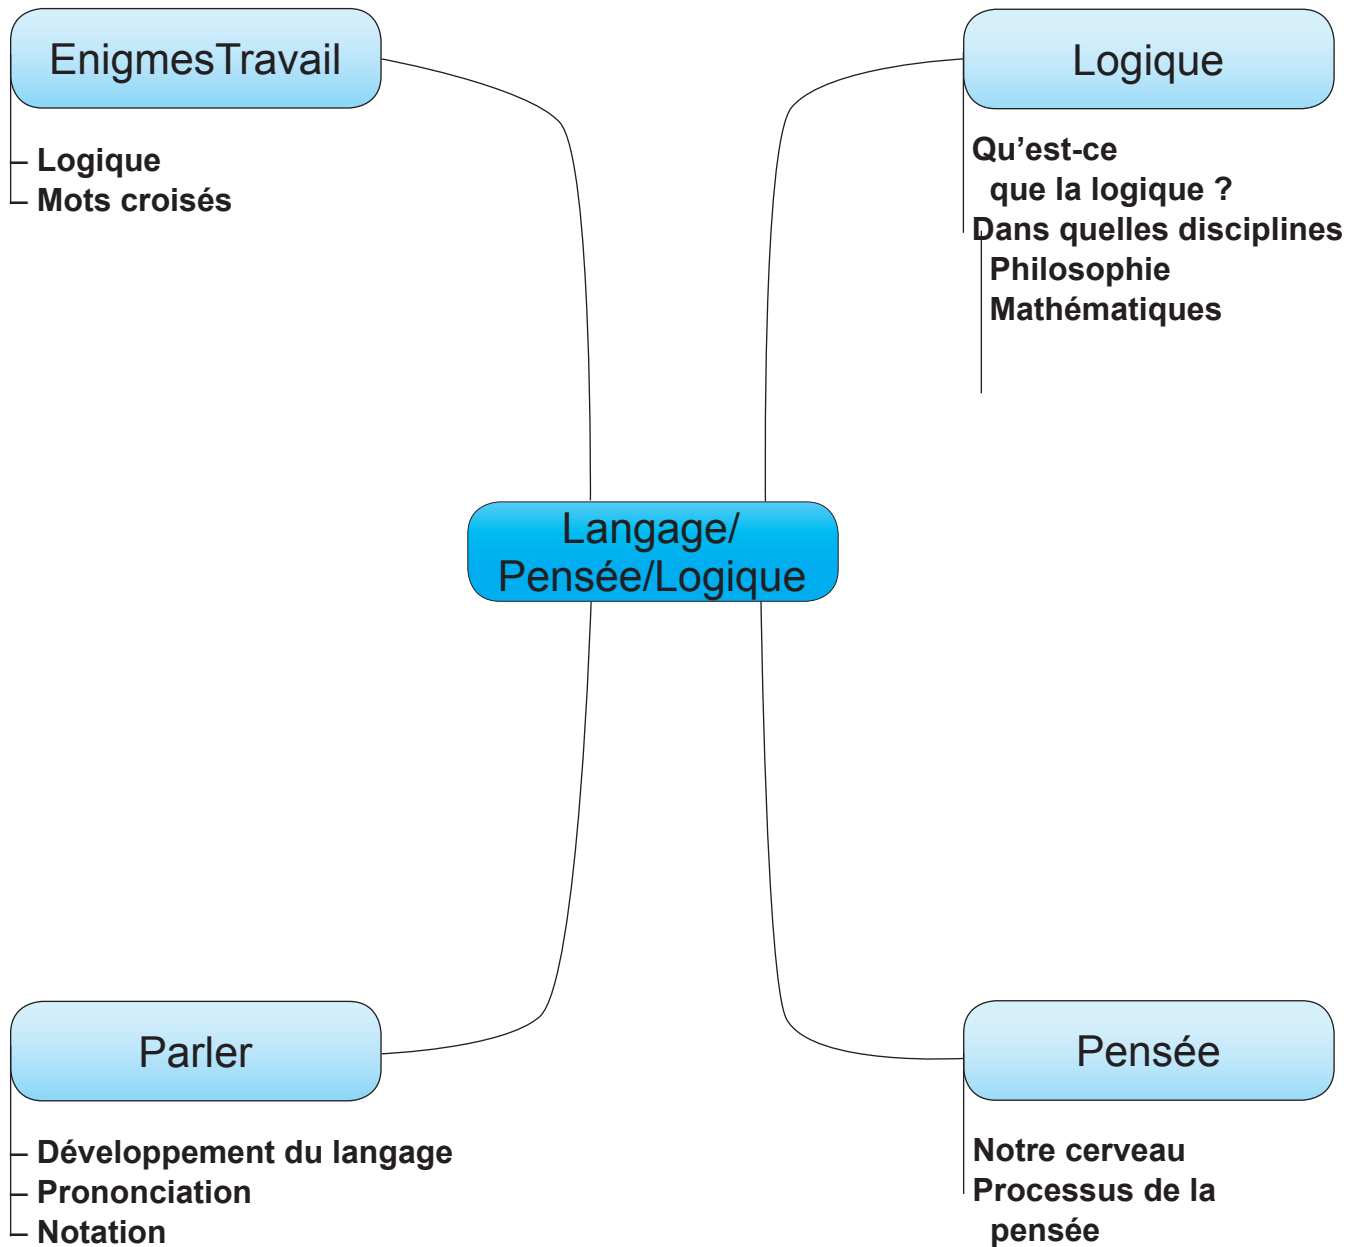 EnigmesTravail
– Logique
– Mots croisés
Logique
Qu’est-ce
que la logique ?
Dans quelles disciplines
Philosophie
Mathématiques
Langage/
Pensée/Logique
Parler
– Développement du langage
– Prononciation
– Notation
Pensée
Notre cerveau
Processus de la
pensée